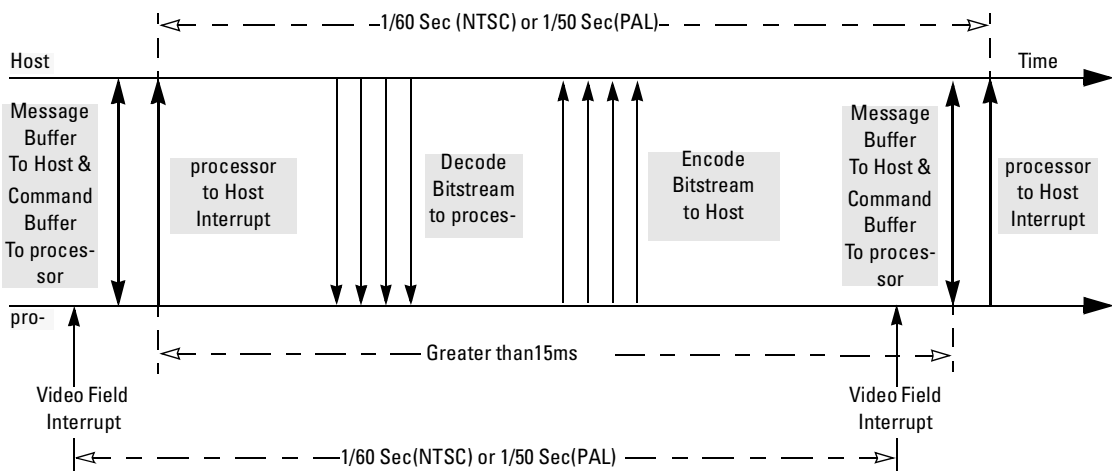 1/60 Sec (NTSC) or 1/50 Sec(PAL)
Host
Time
Message
Buffer
To Host &
Command
Buffer
To proces-
sor
processor
to Host
Interrupt
Decode
Bitstream
to proces-
Encode
Bitstream
to Host
Message
Buffer
To Host &
Command
Buffer
To proces-
sor
processor
to Host
Interrupt
pro-
Greater than15ms
Video Field
Interrupt
Video Field
Interrupt
1/60 Sec(NTSC) or 1/50 Sec(PAL)